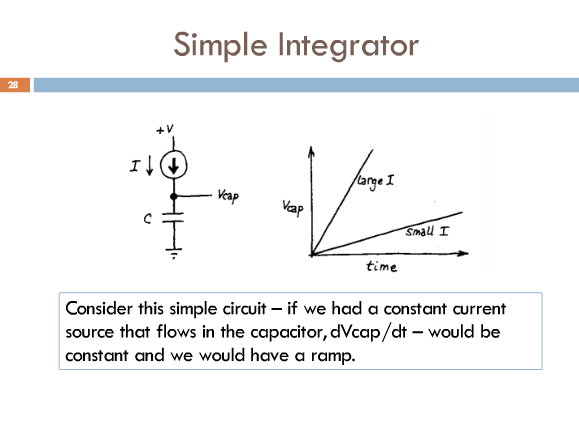 Simple Integrator
28
+V
I
Vcap
C
Vcap
large I
small I
time
Consider this simple circuit – if we had a constant current
source that flows in the capacitor, dVcap/dt – would be
constant and we would have a ramp.